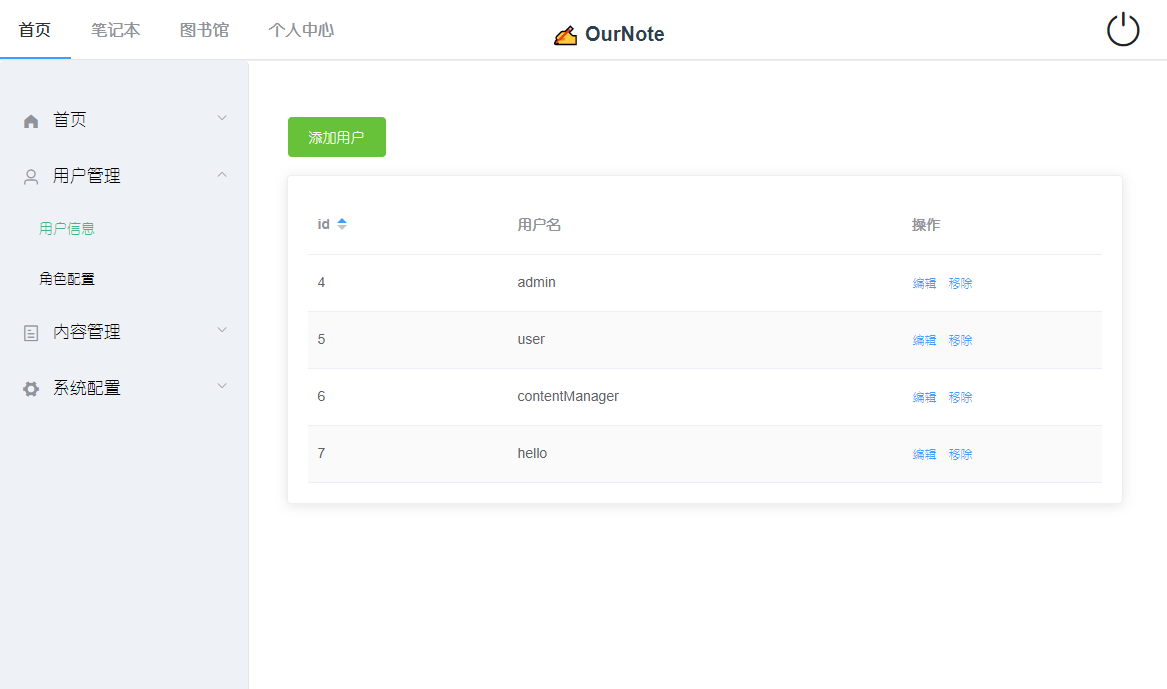 首页 笔记本 图书馆 个人中心 OurNote
首页
用户管理
用户信息
角色配置
内容管理
系统配置
添加用户
id 用户名 操作
4 admin 编辑 移除
5 user 编辑 移除
6 contentManager 编辑 移除
7 hello 编辑 移除